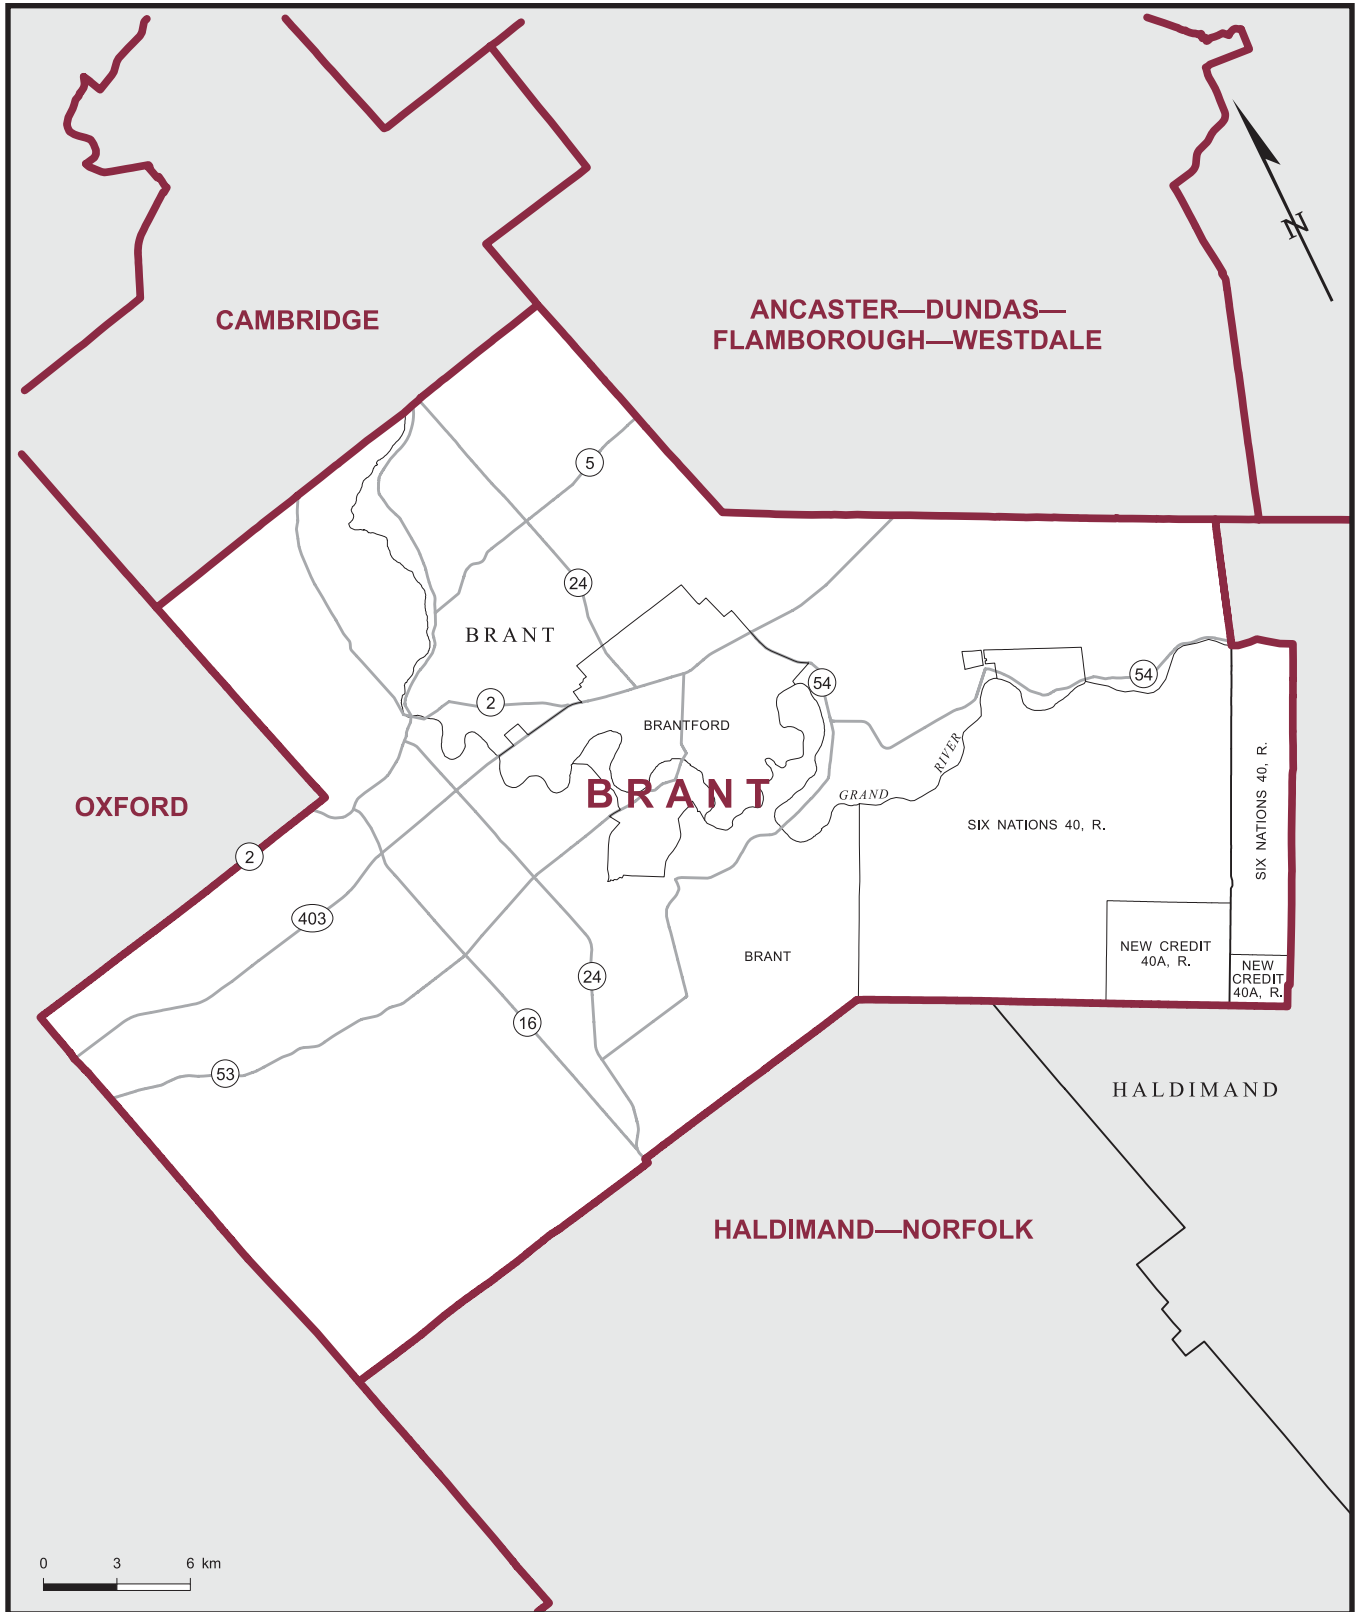 N
CAMBRIDGE
ANCASTER—DUNDAS—
FLAMBOROUGH—WESTDALE
5
24
BRANT
54
54
2
BRANTFORD
RIVER
BRANT
GRAND
OXFORD
SIX NATIONS 40, R.
SIX NATIONS 40, R.
2
403
NEW CREDIT
40A, R.
BRANT
NEW
CREDIT
40A, R.
24
16
53
HALDIMAND
HALDIMAND—NORFOLK
0 3 6 km